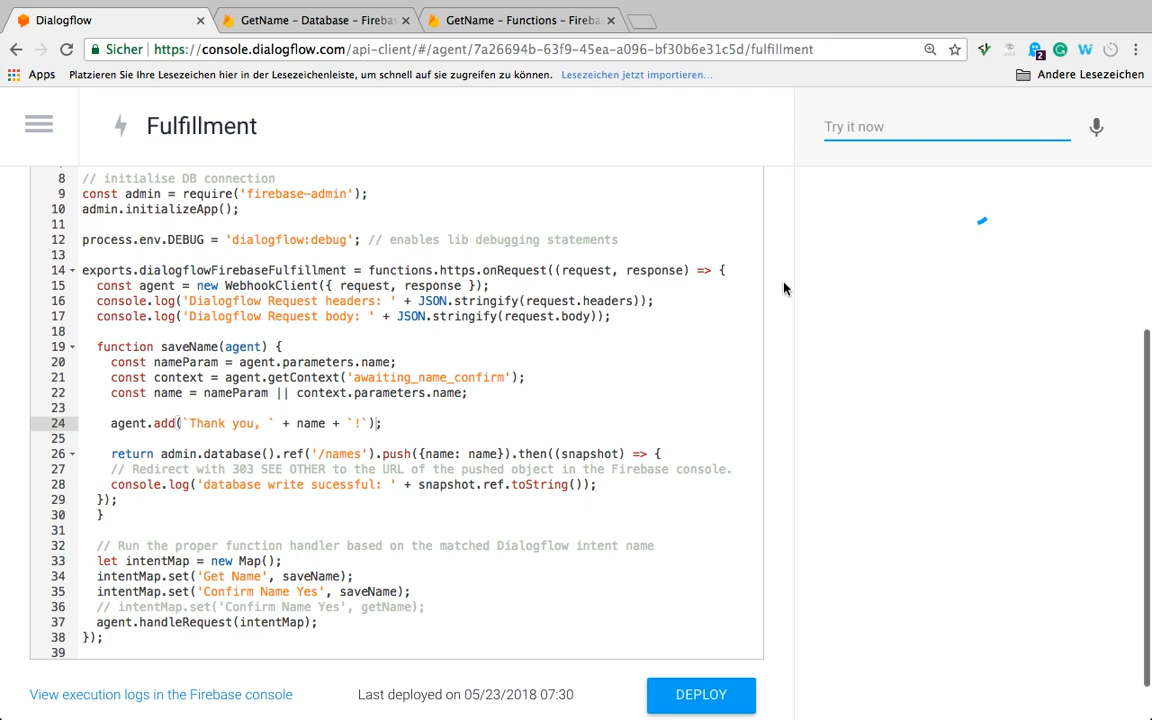 Dialogflow
GetName – Database – Firebas
GetName – Functions – Fireba
Sicher | https://console.dialogflow.com/api-client/#/agent/7a26694b-63f9-45ea-a096-bf30b6e31c5d/fulfillment
2
Apps Platzieren Sie Ihre Lesezeichen hier in der Lesezeichenleiste, um schnell auf sie zugreifen zu können. Lesezeichen jetzt importieren... Andere Lesezeichen
Fulfillment
Try it now
8 // initialise DB connection
9 const admin = require('firebase-admin');
10 admin.initializeApp();
11
12 process.env.DEBUG = 'dialogflow:debug'; // enables lib debugging statements
13
14 exports.dialogflowFirebaseFulfillment = functions.https.onRequest((request, response) => {
15 const agent = new WebhookClient({ request, response });
16 console.log('Dialogflow Request headers: ' + JSON.stringify(request.headers));
17 console.log('Dialogflow Request body: ' + JSON.stringify(request.body));
18
19 function saveName(agent) {
20 const nameParam = agent.parameters.name;
21 const context = agent.getContext('awaiting_name_confirm');
22 const name = nameParam || context.parameters.name;
23
24 agent.add(`Thank you, ` + name + `!`);
25
26 return admin.database().ref('/names').push({name: name}).then((snapshot) => {
27 // Redirect with 303 SEE OTHER to the URL of the pushed object in the Firebase console.
28 console.log('database write sucessful: ' + snapshot.ref.toString());
29 });
30 }
31
32 // Run the proper function handler based on the matched Dialogflow intent name
33 let intentMap = new Map();
34 intentMap.set('Get Name', saveName);
35 intentMap.set('Confirm Name Yes', saveName);
36 // intentMap.set('Confirm Name Yes', getName);
37 agent.handleRequest(intentMap);
38 });
39
View execution logs in the Firebase console
Last deployed on 05/23/2018 07:30
DEPLOY